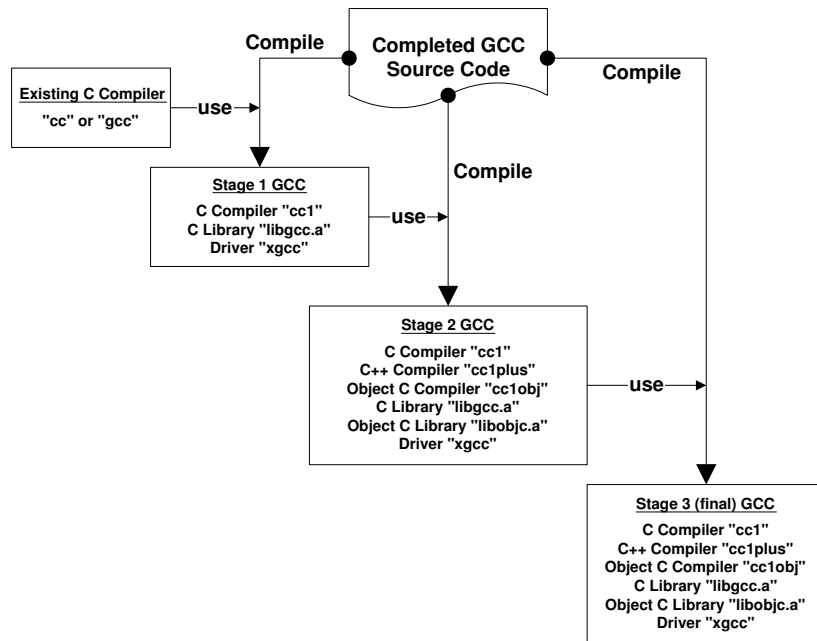 Completed GCC
Source Code
Compile
Compile
Existing C Compiler
"cc" or "gcc"
use
Compile
Stage 1 GCC
C Compiler "cc1"
C Library "libgcc.a"
Driver "xgcc"
use
Stage 2 GCC
C Compiler "cc1"
C++ Compiler "cc1plus"
Object C Compiler "cc1obj"
C Library "libgcc.a"
Object C Library "libobjc.a"
Driver "xgcc"
use
Stage 3 (final) GCC
C Compiler "cc1"
C++ Compiler "cc1plus"
Object C Compiler "cc1obj"
C Library "libgcc.a"
Object C Library "libobjc.a"
Driver "xgcc"